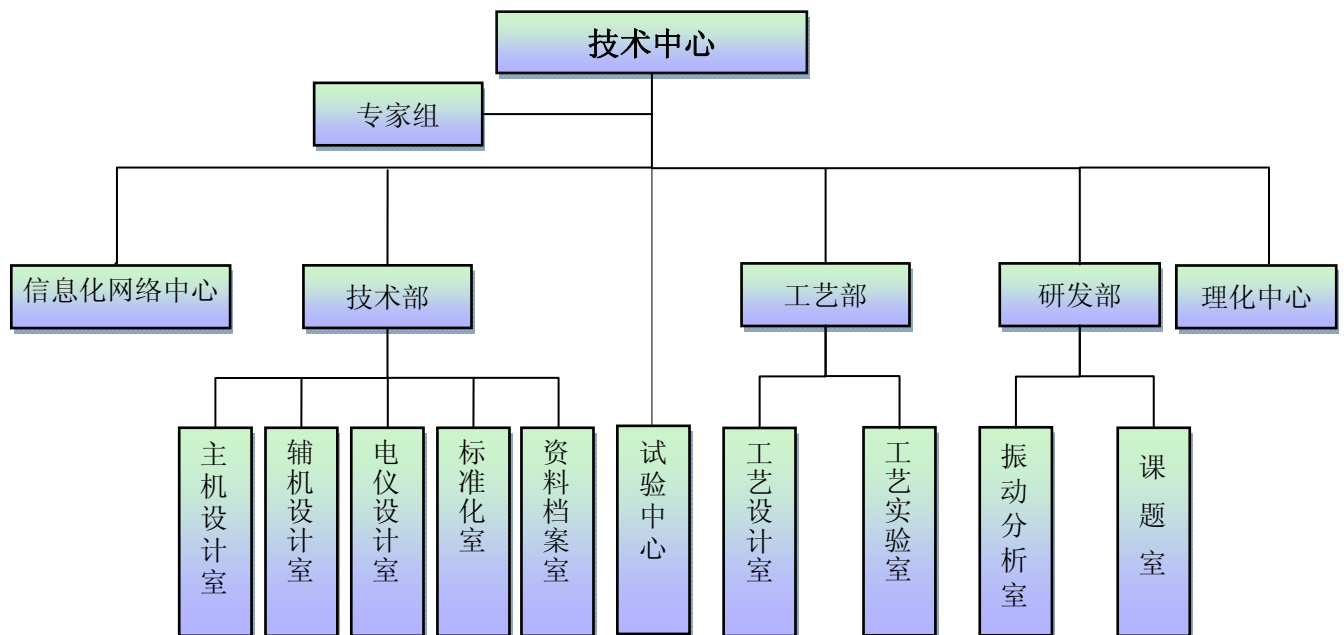 技术中心
专家组
信息化网络中心
技术部
工艺部
研发部
理化中心
主机设计室
辅机设计室
电仪设计室
标准化室
资料档案室
试验中心
工艺设计室
工艺实验室
振动分析室
课题室